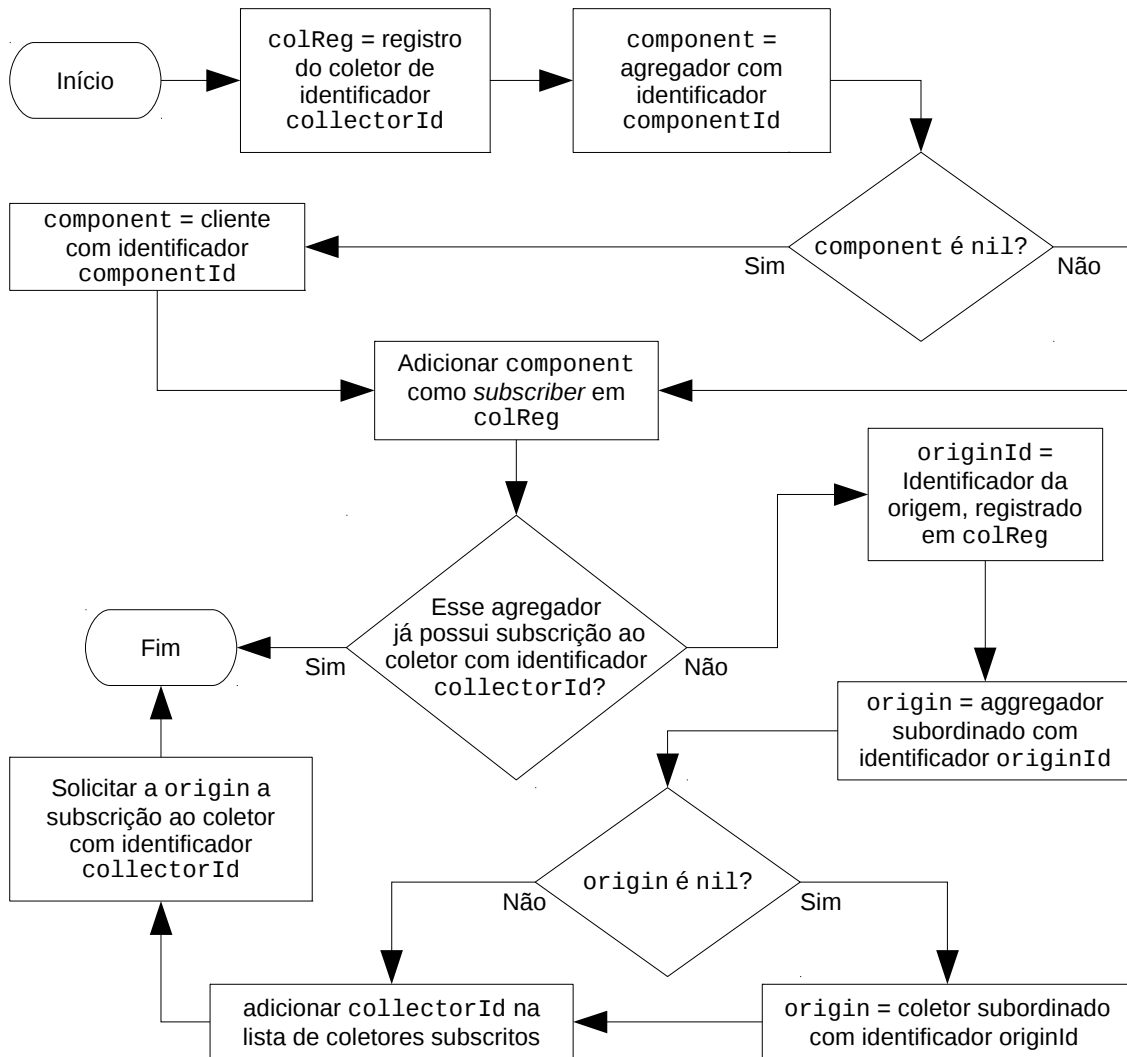 Início
colReg = registro
do coletor de
identificador
collectorId
component =
agregador com
identificador
componentId
component é nil?
Sim
Não
component = cliente
com identificador
componentId
Adicionar component
como subscriber em
colReg
Esse agregador
já possui subscrição ao
coletor com identificador
collectorId?
Sim
Não
Fim
originId =
Identificador da
origem, registrado
em colReg
origin = aggregador
subordinado com
identificador originId
origin é nil?
Não
Sim
origin = coletor subordinado
com identificador originId
adicionar collectorId na
lista de coletores subscritos
Solicitar a origin a
subscrição ao coletor
com identificador
collectorId